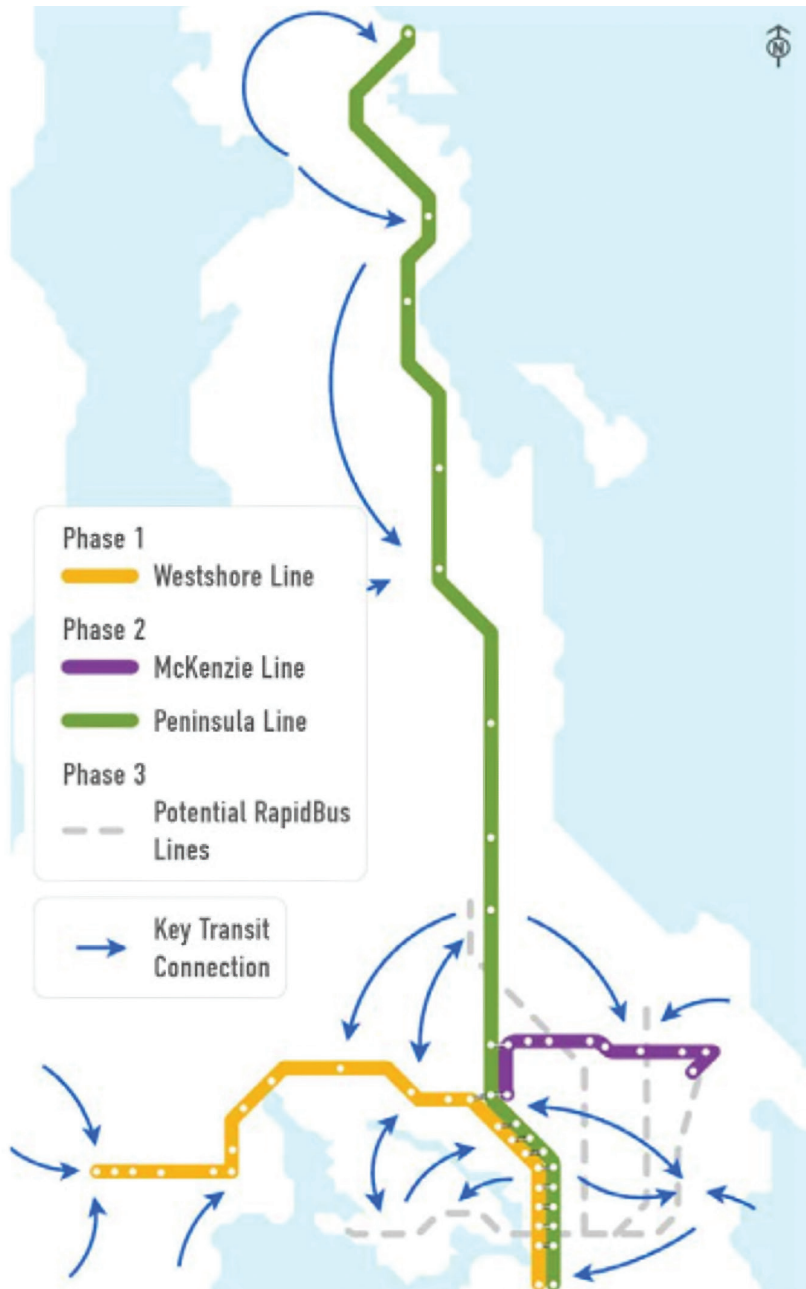 N
Phase 1
Westshore Line
Phase 2
McKenzie Line
Peninsula Line
Phase 3
Potential RapidBus
Lines
Key Transit
Connection